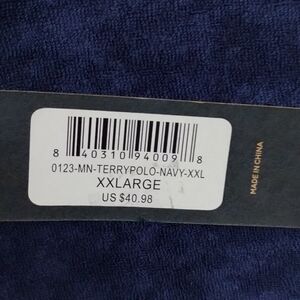 8 40310 94009 8
0123-MN-TERRYPOLO-NAVY-XXL
XXLARGE
US $40.98
MADE IN CHINA